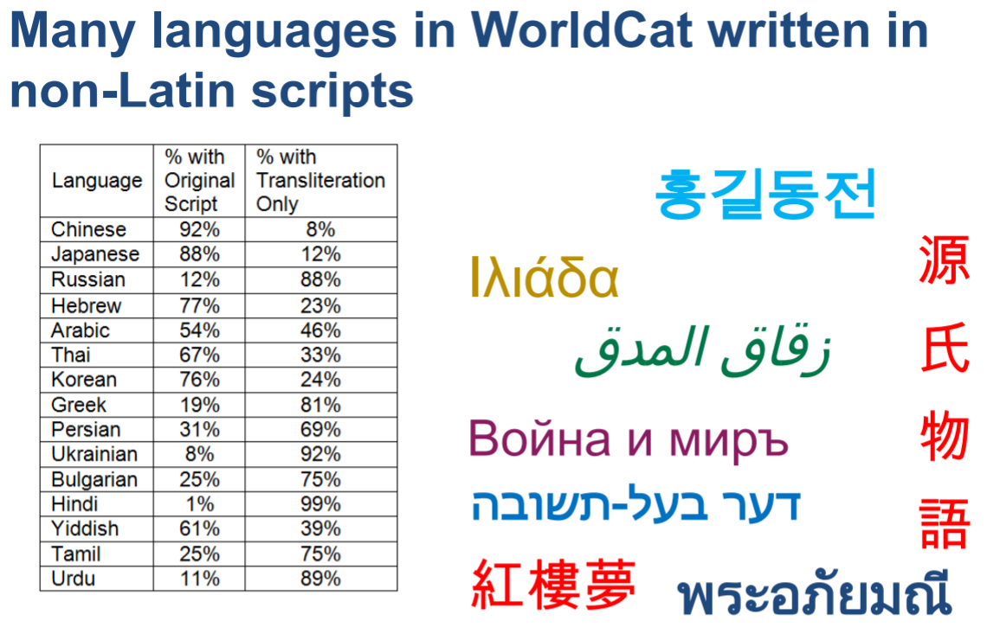 Many languages in WorldCat written in
non-Latin scripts
Language % with Original Script % with Transliteration Only
Chinese 92% 8%
Japanese 88% 12%
Russian 12% 88%
Hebrew 77% 23%
Arabic 54% 46%
Thai 67% 33%
Korean 76% 24%
Greek 19% 81%
Persian 31% 69%
Ukrainian 8% 92%
Bulgarian 25% 75%
Hindi 1% 99%
Yiddish 61% 39%
Tamil 25% 75%
Urdu 11% 89%
홍길동전
Ιλιάδα
زقاق المدق
Война и миръ
דער בעל-תשובה
紅樓夢
พระอภัยมณี
源氏物語